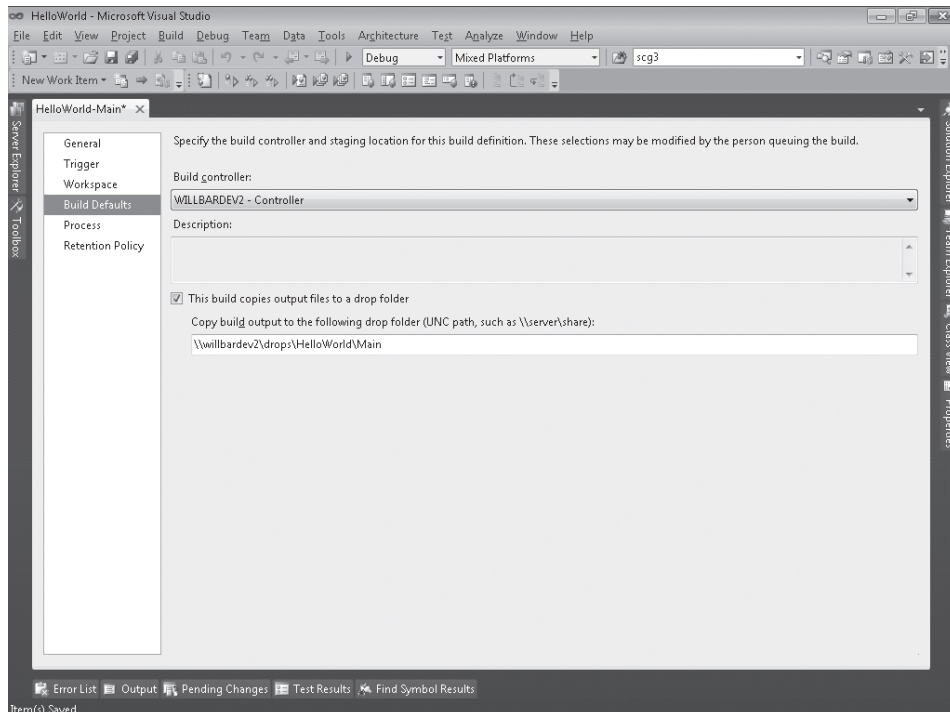 HelloWorld - Microsoft Visual Studio
File Edit View Project Build Debug Team Data Tools Architecture Test Analyze Window Help
Debug Mixed Platforms scg3
New Work Item
HelloWorld-Main*
Server Explorer
Toolbox
General
Trigger
Workspace
Build Defaults
Process
Retention Policy
Specify the build controller and staging location for this build definition. These selections may be modified by the person queuing the build.
Build controller:
WILLBARDEV2 - Controller
Description:
This build copies output files to a drop folder
Copy build output to the following drop folder (UNC path, such as \\server\share):
\\willbardev2\drops\HelloWorld\Main
Solution Explorer
Team Explorer
Class View
Properties
Error List Output Pending Changes Test Results Find Symbol Results
Item(s) Saved